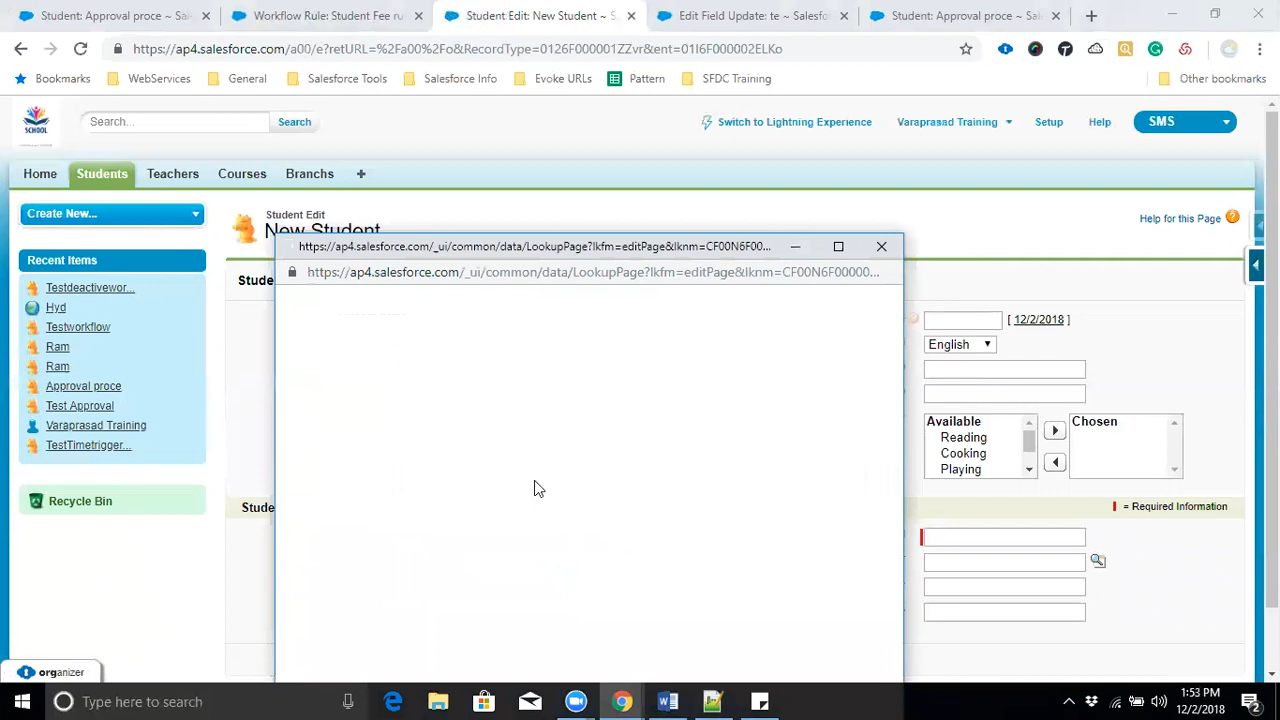 Student: Approval proce ~ Sal
Workflow Rule: Student Fee ru
Student Edit: New Student ~ S
Edit Field Update: te ~ Salesfo
Student: Approval proce ~ Sal
https://ap4.salesforce.com/a00/e?retURL=%2Fa00%2Fo&RecordType=0126F000001ZZvr&ent=01I6F000002ELKo
Bookmarks WebServices General Salesforce Tools Salesforce Info Evoke URLs Pattern SFDC Training Other bookmarks
SCHOOL
Search... Search Switch to Lightning Experience Varaprasad Training Setup Help SMS
Home Students Teachers Courses Branchs +
Create New...
Student Edit
New Student
Help for this Page
https://ap4.salesforce.com/_ui/common/data/LookupPage?lkfm=editPage&lknm=CF00N6F00...
https://ap4.salesforce.com/_ui/common/data/LookupPage?lkfm=editPage&lknm=CF00N6F00000...
Recent Items
Testdeactivewor...
Hyd
Testworkflow
Ram
Ram
Approval proce
Test Approval
Varaprasad Training
TestTimetrigger...
Recycle Bin
Stude
[ 12/2/2018 ]
English
Available Chosen
Reading
Cooking
Playing
Stude
= Required Information
organizer
Type here to search
1:53 PM
12/2/2018
2